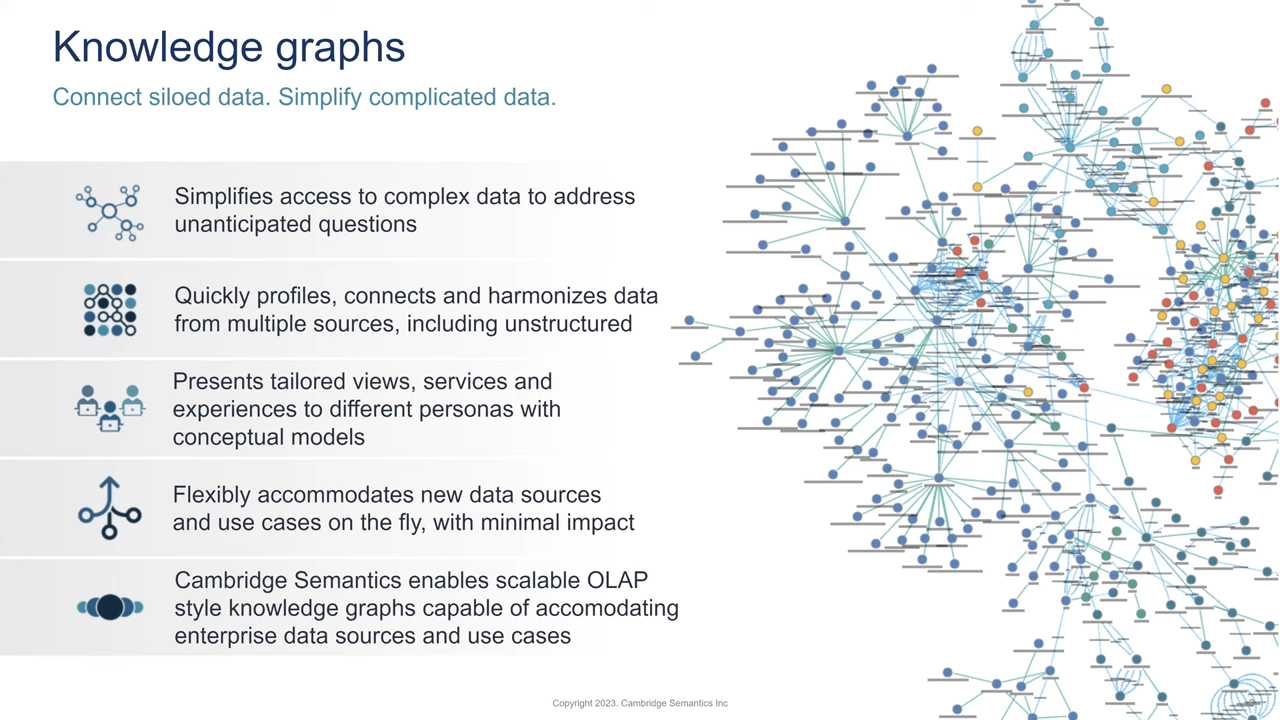 Knowledge graphs
Connect siloed data. Simplify complicated data.
Simplifies access to complex data to address
unanticipated questions
Quickly profiles, connects and harmonizes data
from multiple sources, including unstructured
Presents tailored views, services and
experiences to different personas with
conceptual models
Flexibly accommodates new data sources
and use cases on the fly, with minimal impact
Cambridge Semantics enables scalable OLAP
style knowledge graphs capable of accomodating
enterprise data sources and use cases
Copyright 2023. Cambridge Semantics Inc